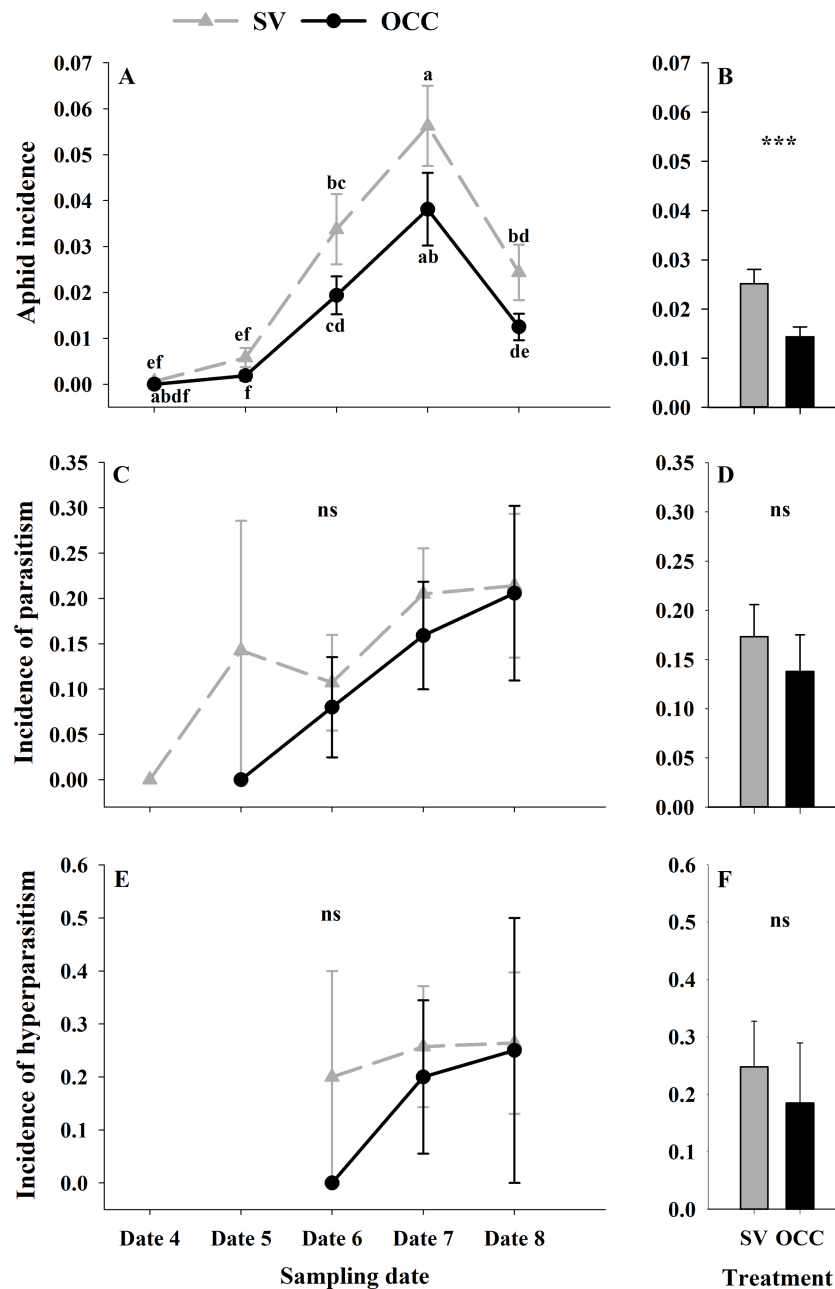 SV OCC
A
Aphid incidence
0.07
0.06
0.05
0.04
0.03
0.02
0.01
0.00
ef
abdf
ef
f
bc
cd
a
ab
bd
de
B
0.07
0.06
0.05
0.04
0.03
0.02
0.01
0.00
***
C
Incidence of parasitism
0.35
0.30
0.25
0.20
0.15
0.10
0.05
0.00
ns
D
0.35
0.30
0.25
0.20
0.15
0.10
0.05
0.00
ns
E
Incidence of hyperparasitism
0.6
0.5
0.4
0.3
0.2
0.1
0.0
ns
Date 4 Date 5 Date 6 Date 7 Date 8
Sampling date
F
0.6
0.5
0.4
0.3
0.2
0.1
0.0
ns
SV OCC
Treatment